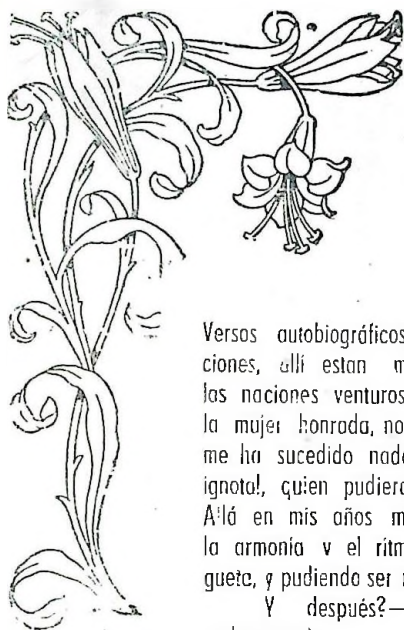 Versos autobiográficos
ciones, allí estan m
las naciones venturos
la mujer honrada, no
me ha sucedido nad
ignota!, quien pudiera
Allá en mis años m
la armonía v el ritm
gueta, y pudiendo ser
Y después?—